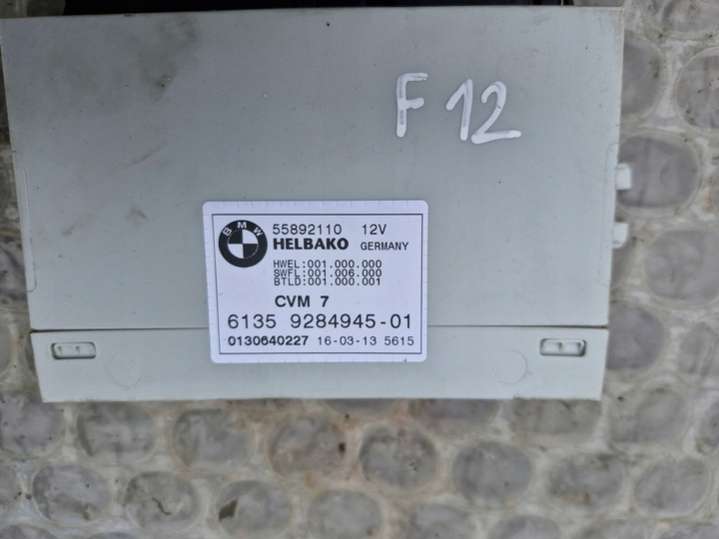 F 12
BMW
55892110 12V
HELBAKO GERMANY
HWEL:001.000.000
SWFL:001.006.000
BTLD:001.000.001
CVM 7
6135 9284945-01
0130640227 16-03-13 5615